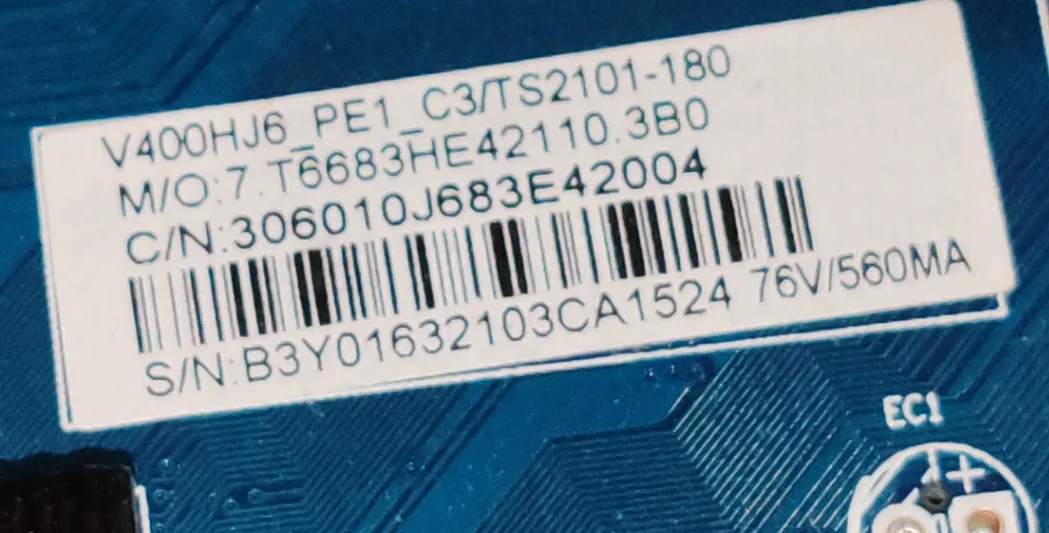 V400HJ6_PE1_C3/TS2101-180
M/O:7.T6683HE42110.3B0
C/N:306010J683E42004
S/N:B3Y01632103CA1524 76V/560MA
EC1
+